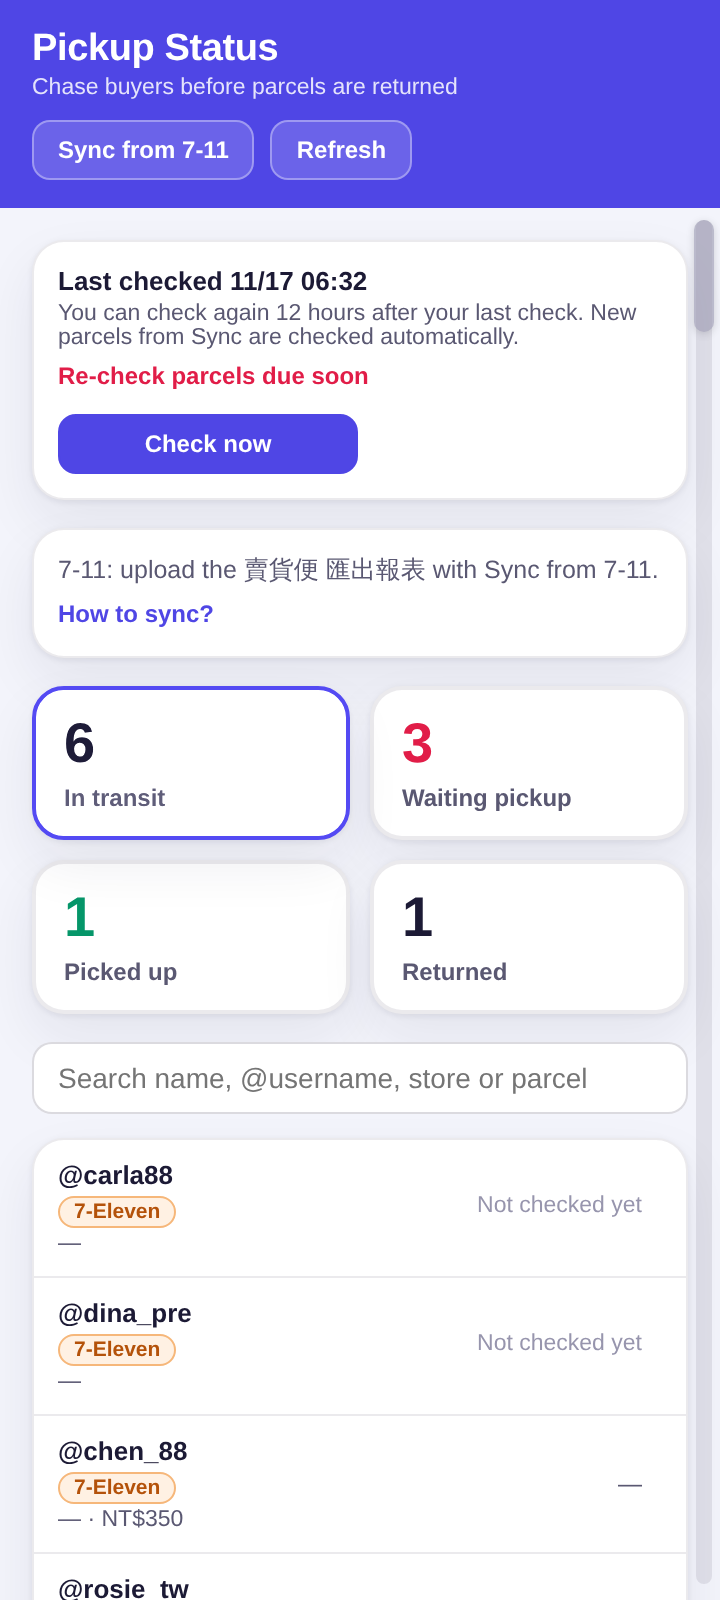 Pickup Status
Chase buyers before parcels are returned
Sync from 7-11
Refresh
Last checked 11/17 06:32
You can check again 12 hours after your last check. New
parcels from Sync are checked automatically.
Re-check parcels due soon
Check now
7-11: upload the 賣貨便 匯出報表 with Sync from 7-11.
How to sync?
6
In transit
3
Waiting pickup
1
Picked up
1
Returned
Search name, @username, store or parcel
@carla88
7-Eleven
—
Not checked yet
@dina_pre
7-Eleven
—
Not checked yet
@chen_88
7-Eleven
— · NT$350
—
@rosie_tw